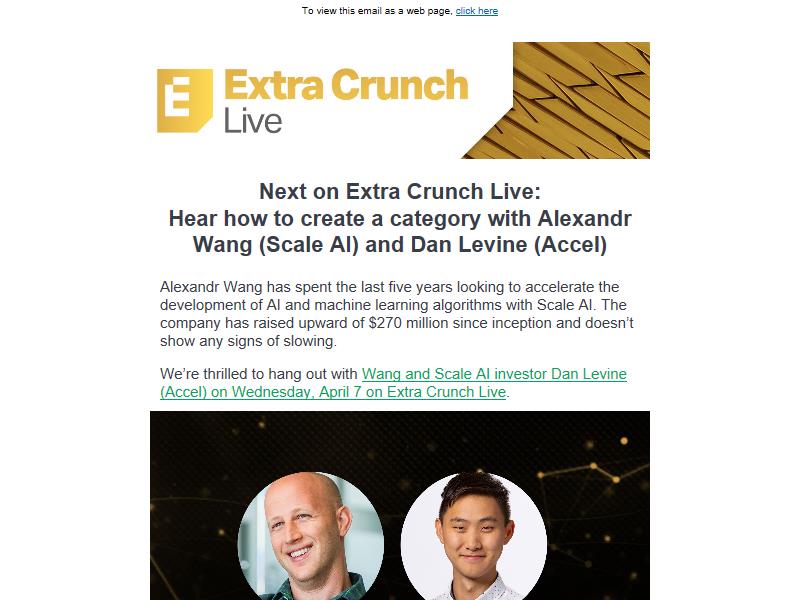 To view this email as a web page, click here
E
Extra Crunch
Live
Next on Extra Crunch Live:
Hear how to create a category with Alexandr
Wang (Scale AI) and Dan Levine (Accel)
Alexandr Wang has spent the last five years looking to accelerate the
development of AI and machine learning algorithms with Scale AI. The
company has raised upward of $270 million since inception and doesn’t
show any signs of slowing.
We’re thrilled to hang out with Wang and Scale AI investor Dan Levine
(Accel) on Wednesday, April 7 on Extra Crunch Live.